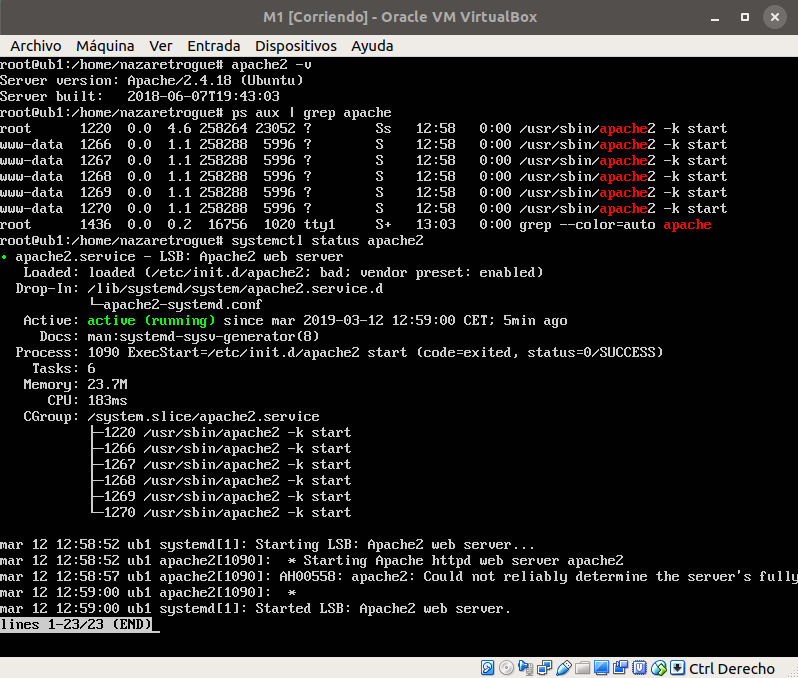 M1 [Corriendo] - Oracle VM VirtualBox
Archivo Máquina Ver Entrada Dispositivos Ayuda
root@ub1:/home/nazaretrogue# apache2 -v
Server version: Apache/2.4.18 (Ubuntu)
Server built:   2018-06-07T19:43:03
root@ub1:/home/nazaretrogue# ps aux | grep apache
root      1220  0.0  4.6 258264 23052 ?        Ss   12:58   0:00 /usr/sbin/apache2 -k start
www-data  1266  0.0  1.1 258288  5996 ?        S    12:58   0:00 /usr/sbin/apache2 -k start
www-data  1267  0.0  1.1 258288  5996 ?        S    12:58   0:00 /usr/sbin/apache2 -k start
www-data  1268  0.0  1.1 258288  5996 ?        S    12:58   0:00 /usr/sbin/apache2 -k start
www-data  1269  0.0  1.1 258288  5996 ?        S    12:58   0:00 /usr/sbin/apache2 -k start
www-data  1270  0.0  1.1 258288  5996 ?        S    12:58   0:00 /usr/sbin/apache2 -k start
root      1436  0.0  0.2  16756  1020 tty1     S+   13:03   0:00 grep --color=auto apache
root@ub1:/home/nazaretrogue# systemctl status apache2
● apache2.service - LSB: Apache2 web server
   Loaded: loaded (/etc/init.d/apache2; bad; vendor preset: enabled)
  Drop-In: /lib/systemd/system/apache2.service.d
           └─apache2-systemd.conf
   Active: active (running) since mar 2019-03-12 12:59:00 CET; 5min ago
     Docs: man:systemd-sysv-generator(8)
  Process: 1090 ExecStart=/etc/init.d/apache2 start (code=exited, status=0/SUCCESS)
    Tasks: 6
   Memory: 23.7M
      CPU: 183ms
   CGroup: /system.slice/apache2.service
           ├─1220 /usr/sbin/apache2 -k start
           ├─1266 /usr/sbin/apache2 -k start
           ├─1267 /usr/sbin/apache2 -k start
           ├─1268 /usr/sbin/apache2 -k start
           ├─1269 /usr/sbin/apache2 -k start
           └─1270 /usr/sbin/apache2 -k start
mar 12 12:58:52 ub1 systemd[1]: Starting LSB: Apache2 web server...
mar 12 12:58:52 ub1 apache2[1090]:  * Starting Apache httpd web server apache2
mar 12 12:58:57 ub1 apache2[1090]: AH00558: apache2: Could not reliably determine the server's fully
mar 12 12:59:00 ub1 apache2[1090]:  *
mar 12 12:59:00 ub1 systemd[1]: Started LSB: Apache2 web server.
lines 1-23/23 (END)
Ctrl Derecho